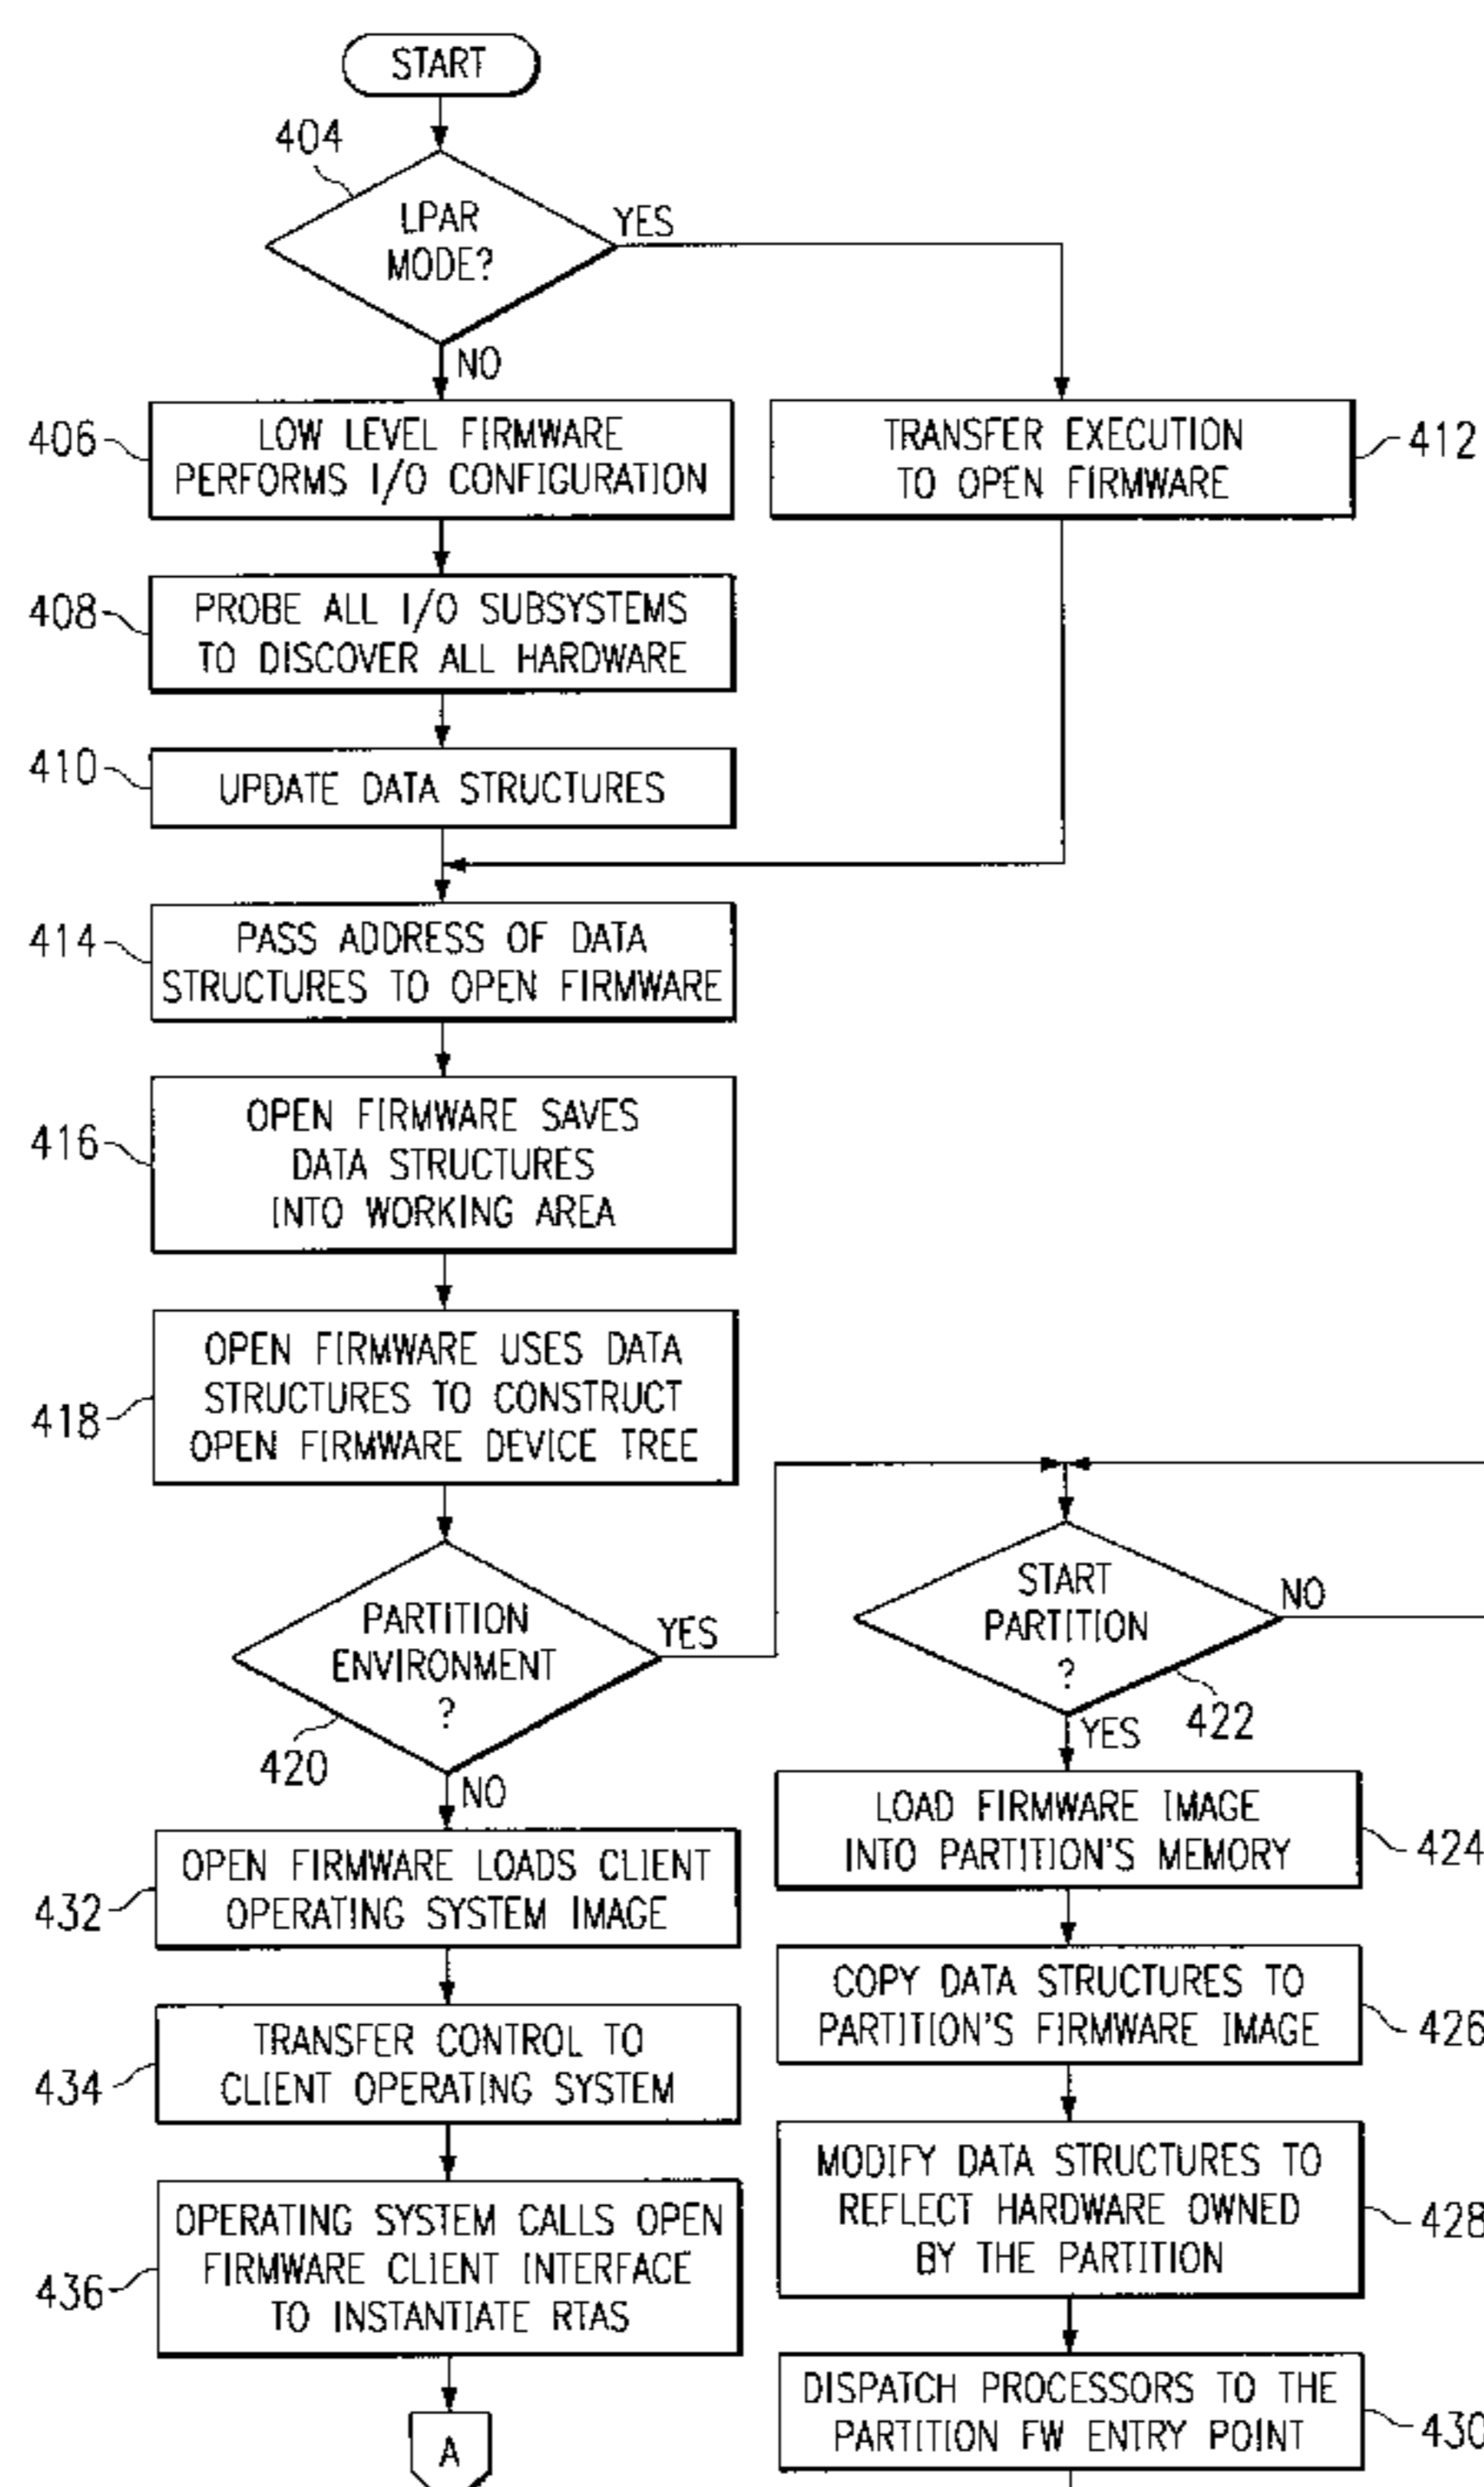 START
404
LPAR
MODE?
YES
NO
406
LOW LEVEL FIRMWARE
PERFORMS I/O CONFIGURATION
TRANSFER EXECUTION
TO OPEN FIRMWARE
412
408
PROBE ALL I/O SUBSYSTEMS
TO DISCOVER ALL HARDWARE
410
UPDATE DATA STRUCTURES
414
PASS ADDRESS OF DATA
STRUCTURES TO OPEN FIRMWARE
416
OPEN FIRMWARE SAVES
DATA STRUCTURES
INTO WORKING AREA
418
OPEN FIRMWARE USES DATA
STRUCTURES TO CONSTRUCT
OPEN FIRMWARE DEVICE TREE
PARTITION
ENVIRONMENT
?
YES
420
NO
START
PARTITION
?
NO
422
YES
LOAD FIRMWARE IMAGE
INTO PARTITION'S MEMORY
424
432
OPEN FIRMWARE LOADS CLIENT
OPERATING SYSTEM IMAGE
COPY DATA STRUCTURES TO
PARTITION'S FIRMWARE IMAGE
426
434
TRANSFER CONTROL TO
CLIENT OPERATING SYSTEM
MODIFY DATA STRUCTURES TO
REFLECT HARDWARE OWNED
BY THE PARTITION
428
436
OPERATING SYSTEM CALLS OPEN
FIRMWARE CLIENT INTERFACE
TO INSTANTIATE RTAS
DISPATCH PROCESSORS TO THE
PARTITION FW ENTRY POINT
430
A